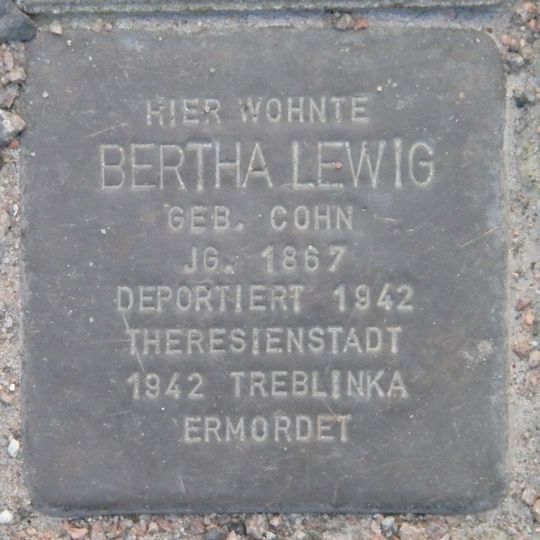 HIER WOHNTE
BERTHA LEWIG
GEB. COHN
JG. 1867
DEPORTIERT 1942
THERESIENSTADT
1942 TREBLINKA
ERMORDET